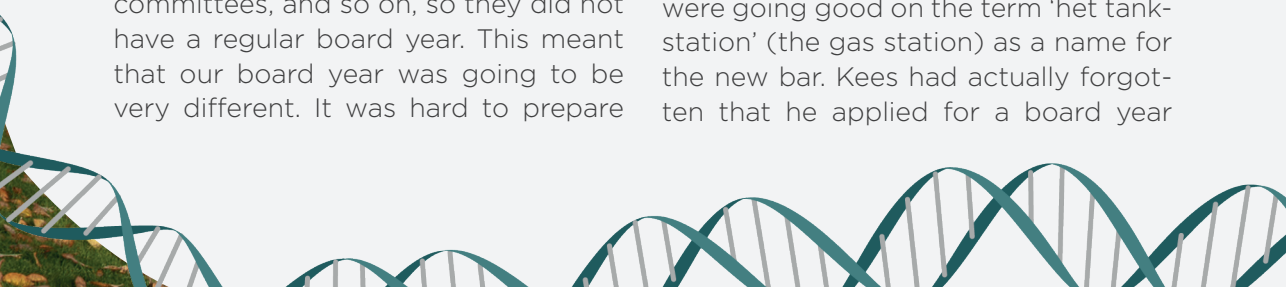 committees, and so on, so they did not
have a regular board year. This meant
that our board year was going to be
very different. It was hard to prepare
were going good on the term ‘het tank-
station’ (the gas station) as a name for
the new bar. Kees had actually forgot-
ten that he applied for a board year